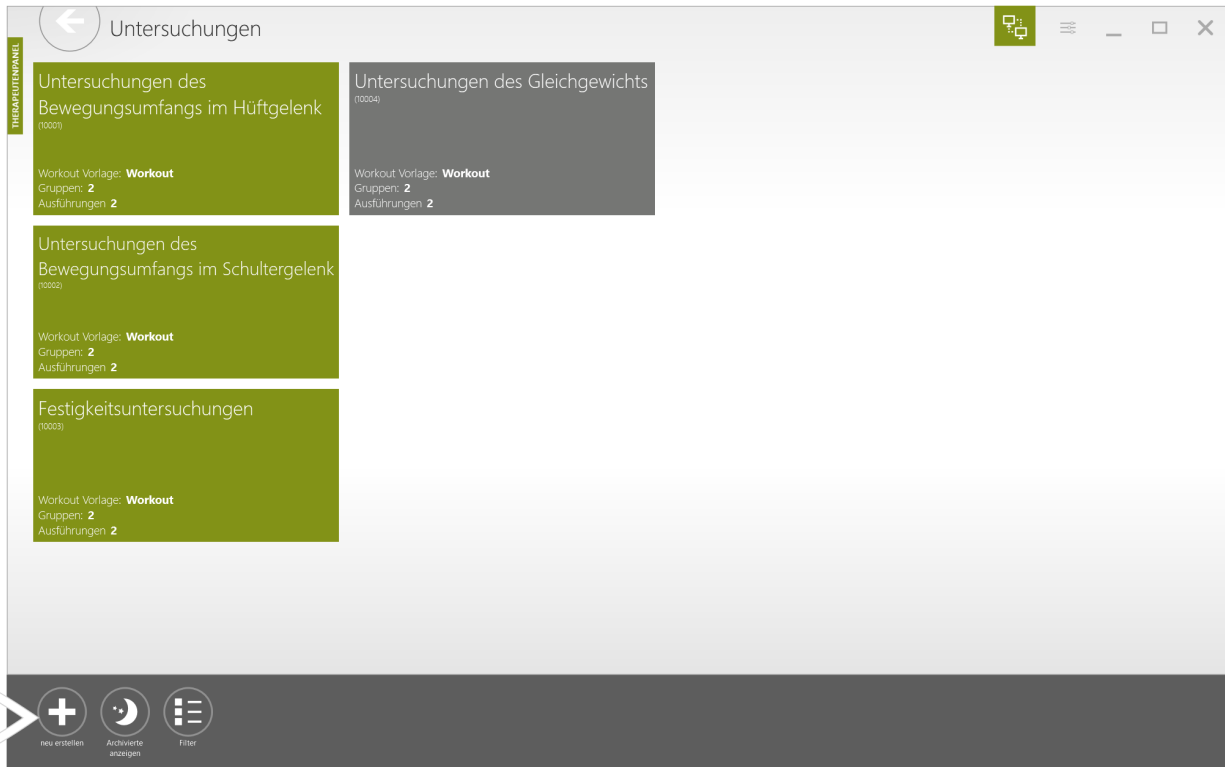 Untersuchungen
THERAPEUTENPANEL
Untersuchungen des
Bewegungsumfangs im Hüftgelenk
(10001)
Workout Vorlage: Workout
Gruppen: 2
Ausführungen 2
Untersuchungen des Gleichgewichts
(10004)
Workout Vorlage: Workout
Gruppen: 2
Ausführungen 2
Untersuchungen des
Bewegungsumfangs im Schultergelenk
(10002)
Workout Vorlage: Workout
Gruppen: 2
Ausführungen 2
Festigkeitsuntersuchungen
(10003)
Workout Vorlage: Workout
Gruppen: 2
Ausführungen 2
neu erstellen
Archivierte
anzeigen
Filter